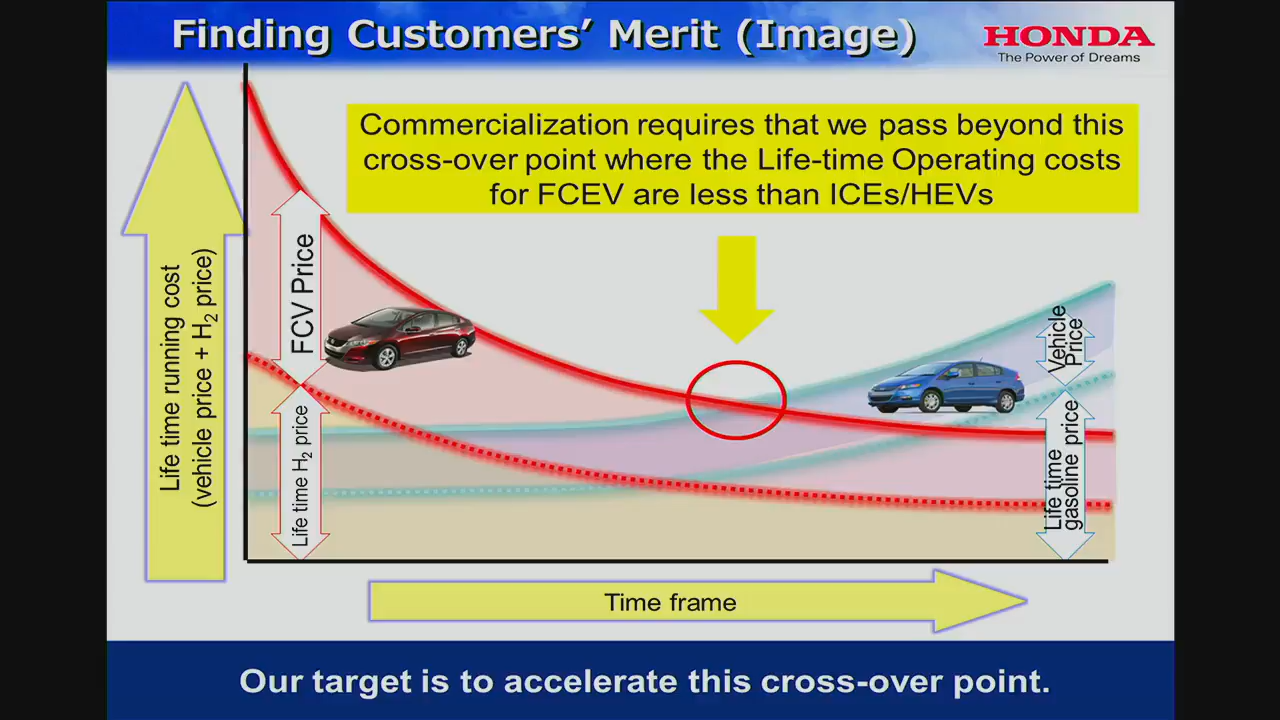 Finding Customers' Merit (Image)
HONDA
The Power of Dreams
Commercialization requires that we pass beyond this
cross-over point where the Life-time Operating costs
for FCEV are less than ICEs/HEVs
Life time running cost
(vehicle price + H2 price)
FCV Price
Life time H2 price
Vehicle
Price
Life time
gasoline price
Time frame
Our target is to accelerate this cross-over point.